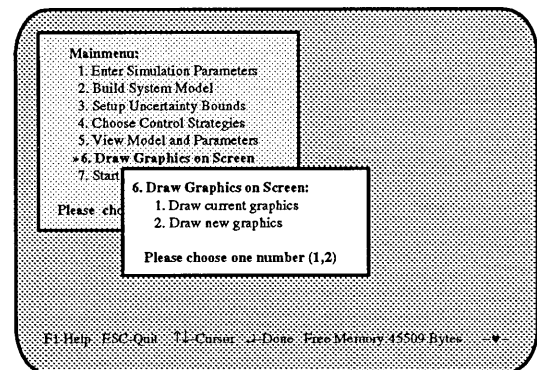 Mainmenu:
1. Enter Simulation Parameters
2. Build System Model
3. Setup Uncertainty Bounds
4. Choose Control Strategies
5. View Model and Parameters
»6. Draw Graphics on Screen
7. Start
Please cho
6. Draw Graphics on Screen:
1. Draw current graphics
2. Draw new graphics
Please choose one number (1,2)
F1 Help ESC-Quit ↑↓-Cursor ↵-Done Free Memory 45509 Bytes -♥-